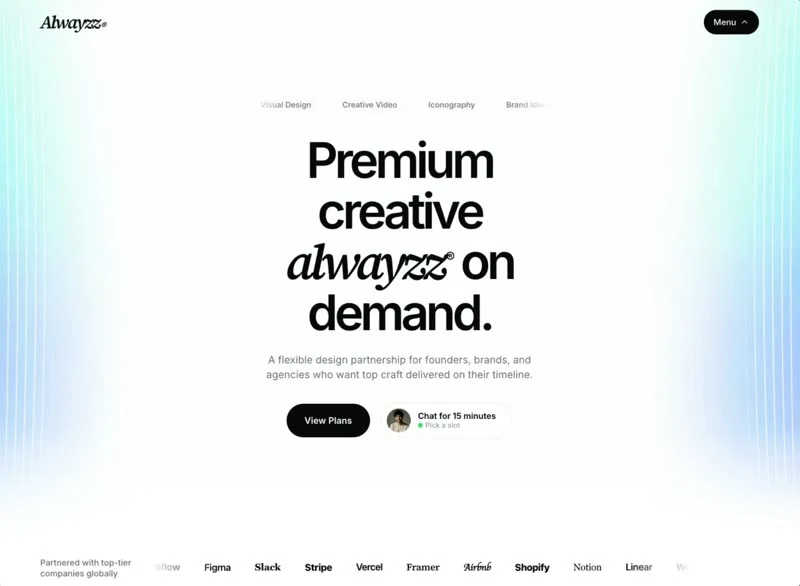 Alwayzz®
Menu
Visual Design Creative Video Iconography Brand
Premium
creative
alwayzz® on
demand.
A flexible design partnership for founders, brands, and
agencies who want top craft delivered on their timeline.
View Plans
Chat for 15 minutes
Pick a slot
Partnered with top-tier
companies globally
Figma Slack Stripe Vercel Framer Airbnb Shopify Notion Linear